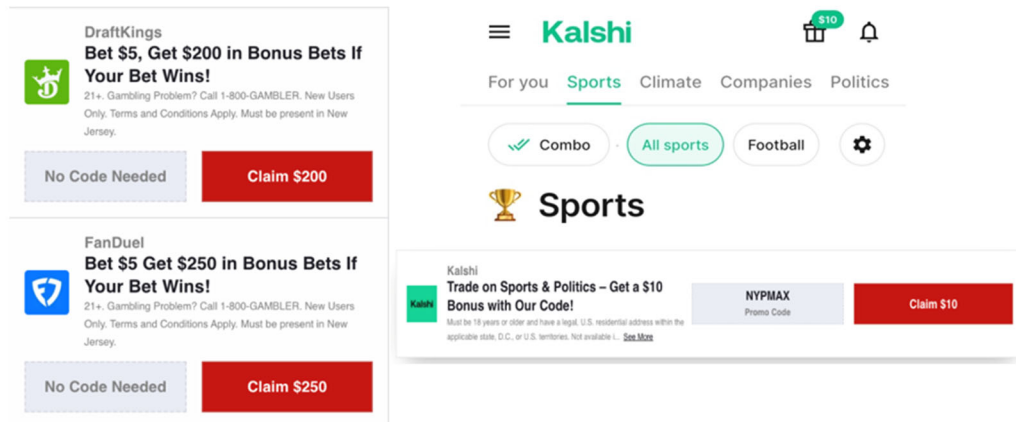 DraftKings
Bet $5, Get $200 in Bonus Bets If
Your Bet Wins!
21+. Gambling Problem? Call 1-800-GAMBLER. New Users
Only. Terms and Conditions Apply. Must be present in New
Jersey.
No Code Needed
Claim $200
FanDuel
Bet $5 Get $250 in Bonus Bets If
Your Bet Wins!
21+. Gambling Problem? Call 1-800-GAMBLER. New Users
Only. Terms and Conditions Apply. Must be present in New
Jersey.
No Code Needed
Claim $250
Kalshi
$10
For you Sports Climate Companies Politics
Combo · All sports Football
Sports
Kalshi
Kalshi
Trade on Sports & Politics – Get a $10
Bonus with Our Code!
Must be 18 years or older and have a legal, U.S. residential address within the
applicable state, D.C., or U.S. territories. Not available i... See More
NYPMAX
Promo Code
Claim $10